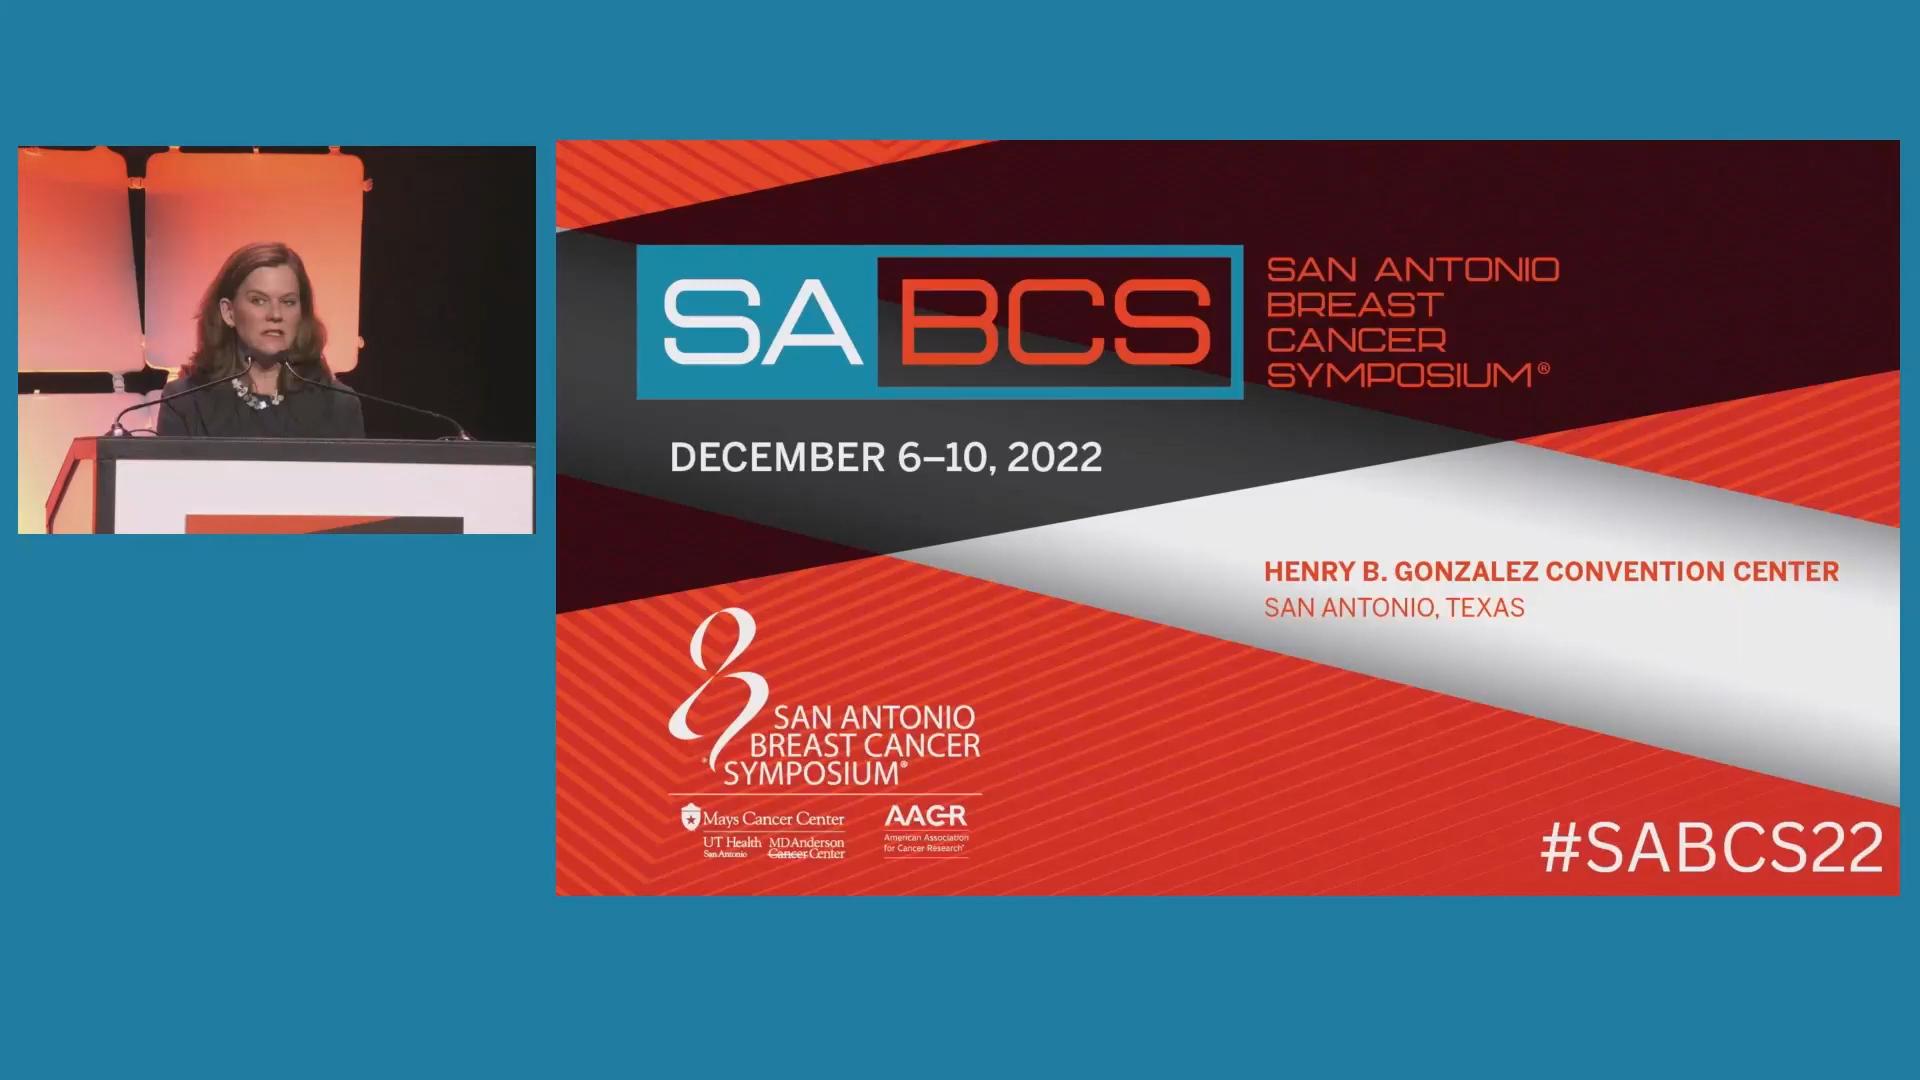 SABCS
SAN ANTONIO
BREAST
CANCER
SYMPOSIUM®
DECEMBER 6–10, 2022
HENRY B. GONZALEZ CONVENTION CENTER
SAN ANTONIO, TEXAS
SAN ANTONIO
BREAST CANCER
SYMPOSIUM®
Mays Cancer Center
UT Health
San Antonio
MDAnderson
Cancer Center
AACR
American Association
for Cancer Research®
#SABCS22